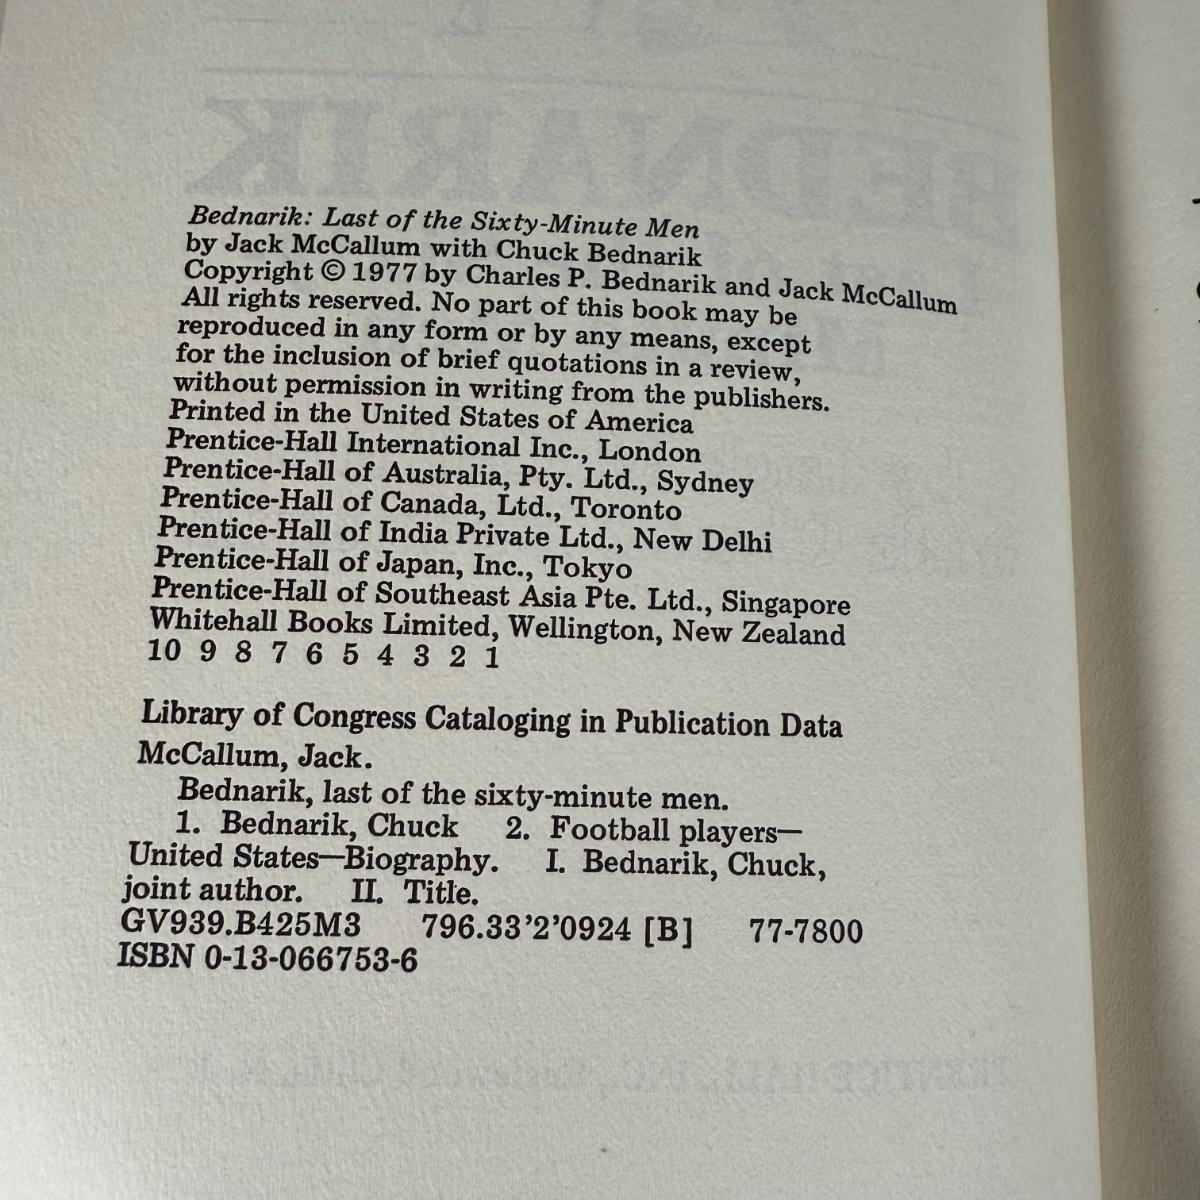 Bednarik: Last of the Sixty-Minute Men
by Jack McCallum with Chuck Bednarik
Copyright © 1977 by Charles P. Bednarik and Jack McCallum
All rights reserved. No part of this book may be
reproduced in any form or by any means, except
for the inclusion of brief quotations in a review,
without permission in writing from the publishers.
Printed in the United States of America
Prentice-Hall International Inc., London
Prentice-Hall of Australia, Pty. Ltd., Sydney
Prentice-Hall of Canada, Ltd., Toronto
Prentice-Hall of India Private Ltd., New Delhi
Prentice-Hall of Japan, Inc., Tokyo
Prentice-Hall of Southeast Asia Pte. Ltd., Singapore
Whitehall Books Limited, Wellington, New Zealand
10 9 8 7 6 5 4 3 2 1
Library of Congress Cataloging in Publication Data
McCallum, Jack.
Bednarik, last of the sixty-minute men.
1. Bednarik, Chuck 2. Football players—
United States—Biography. I. Bednarik, Chuck,
joint author. II. Title.
GV939.B425M3 796.33'2'0924 [B] 77-7800
ISBN 0-13-066753-6